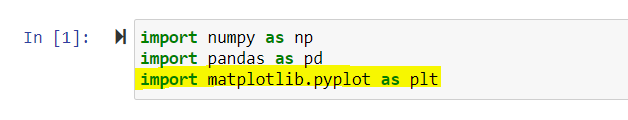 In [1]:
import numpy as np
import pandas as pd
import matplotlib.pyplot as plt